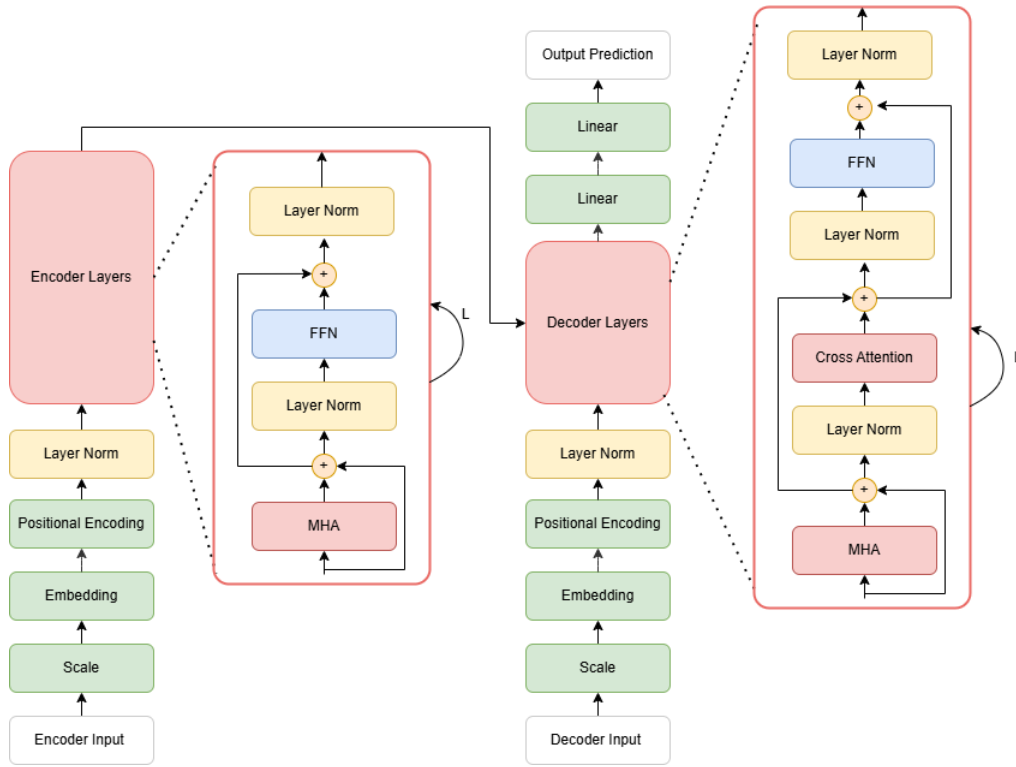 Encoder Layers
Layer Norm
Positional Encoding
Embedding
Scale
Encoder Input
Layer Norm
+
FFN
Layer Norm
+
MHA
L
Output Prediction
Linear
Linear
Decoder Layers
Layer Norm
Positional Encoding
Embedding
Scale
Decoder Input
Layer Norm
+
FFN
Layer Norm
+
Cross Attention
Layer Norm
+
MHA